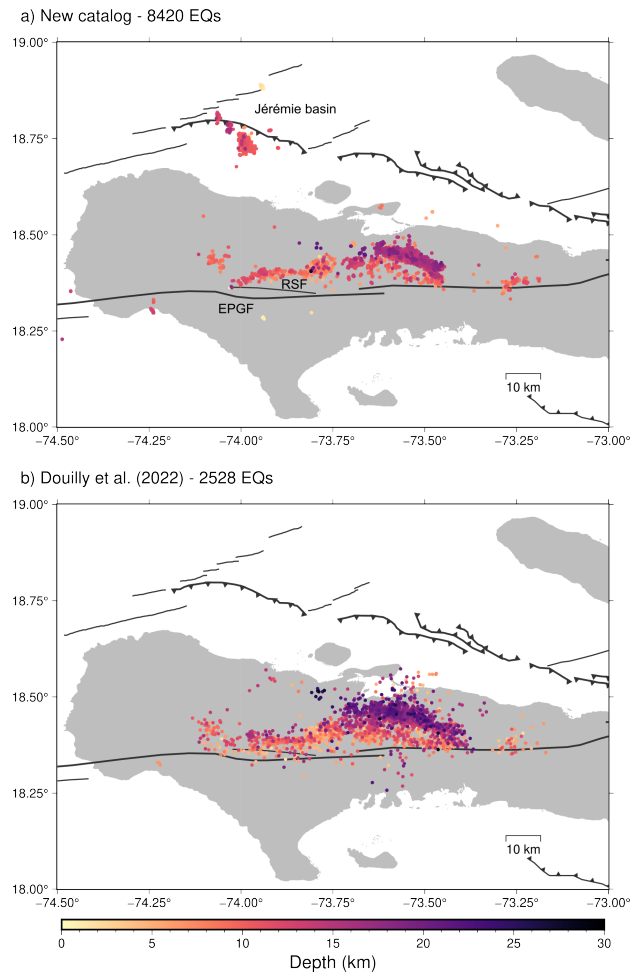 a) New catalog - 8420 EQs
19.00°
18.75°
18.50°
18.25°
18.00°
Jérémie basin
RSF
EPGF
10 km
−74.50° −74.25° −74.00° −73.75° −73.50° −73.25° −73.00°
b) Douilly et al. (2022) - 2528 EQs
19.00°
18.75°
18.50°
18.25°
18.00°
10 km
−74.50° −74.25° −74.00° −73.75° −73.50° −73.25° −73.00°
0 5 10 15 20 25 30
Depth (km)